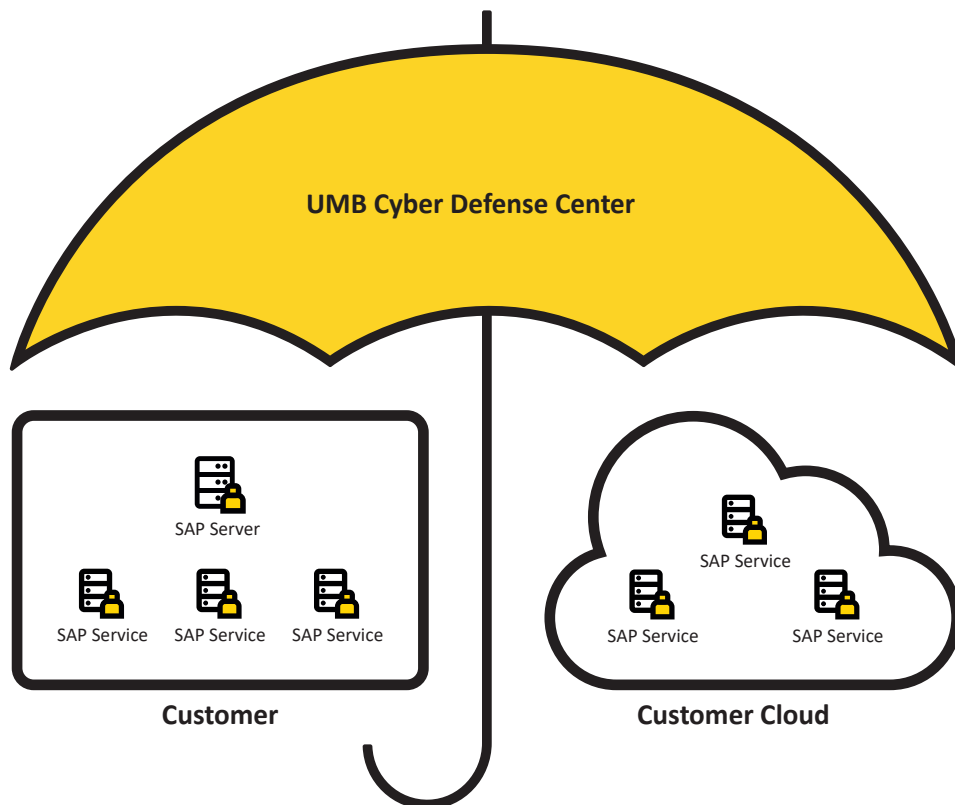 UMB Cyber Defense Center
SAP Server
SAP Service
SAP Service
SAP Service
Customer
SAP Service
SAP Service
SAP Service
Customer Cloud